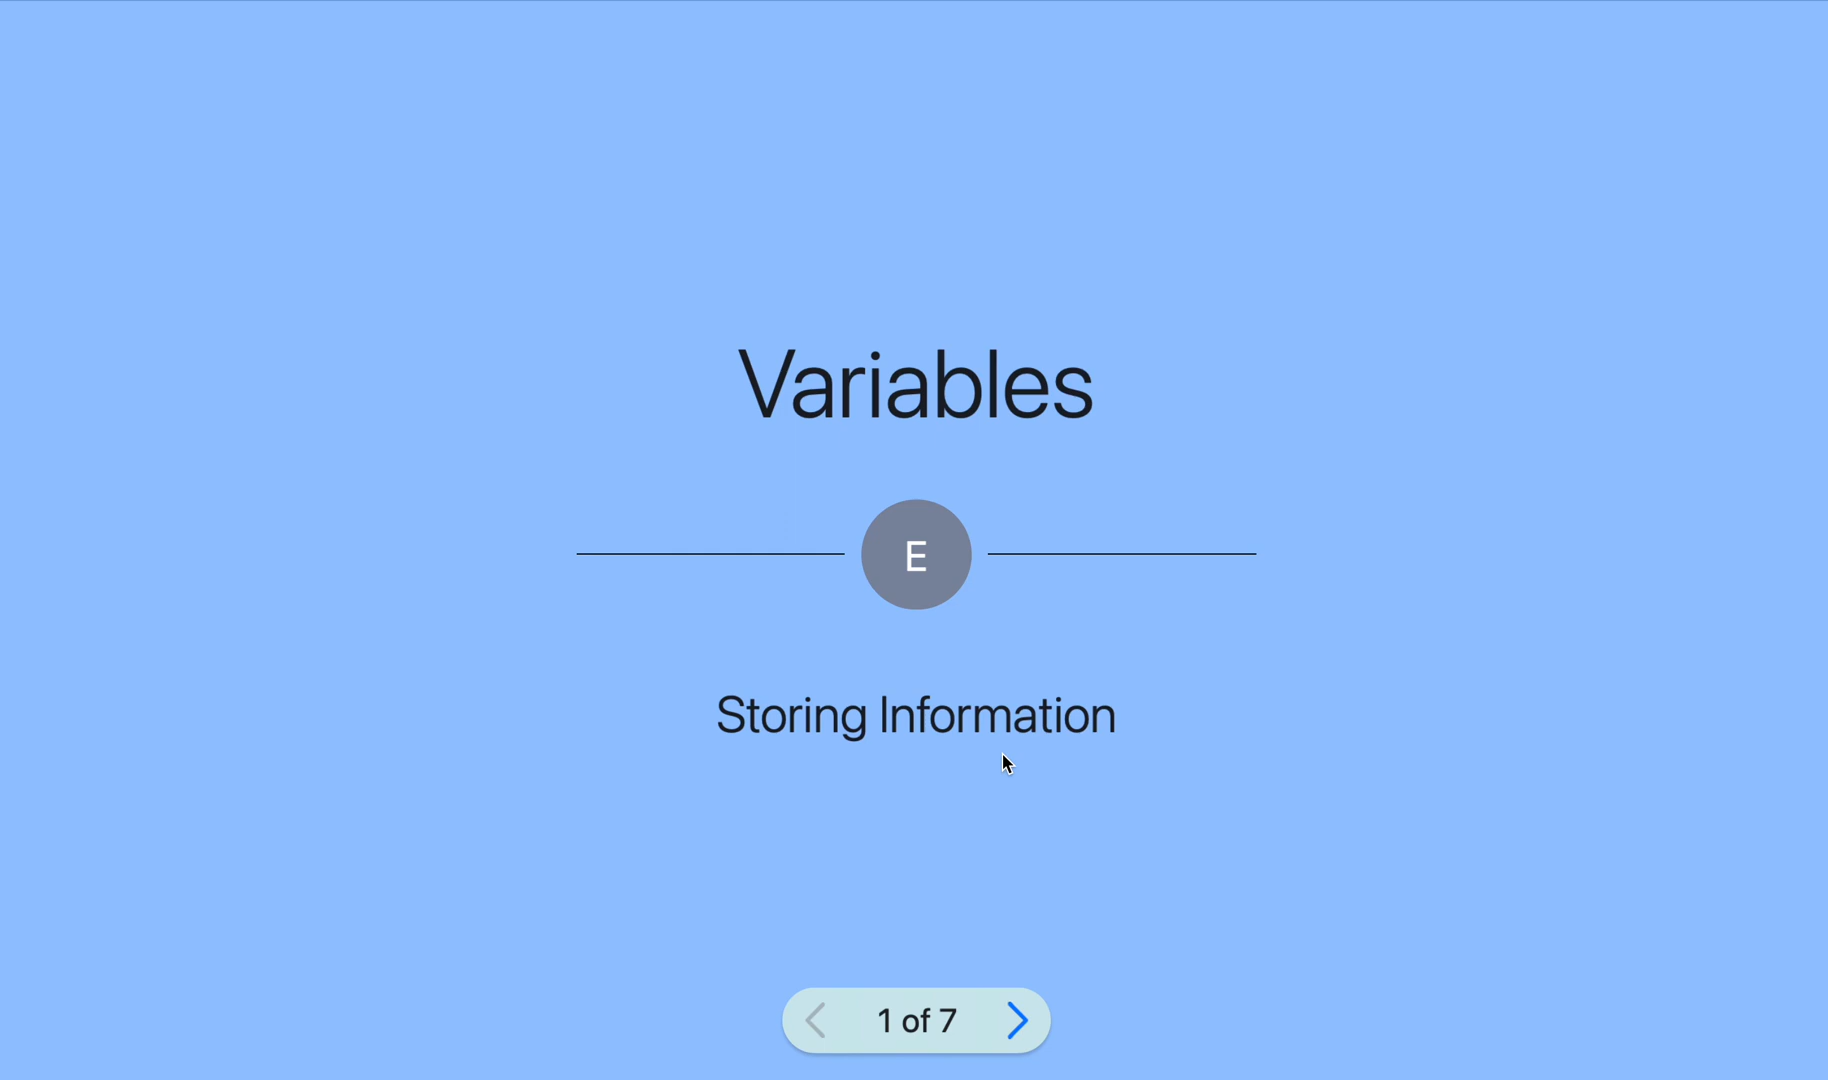 Variables
E
Storing Information
1 of 7